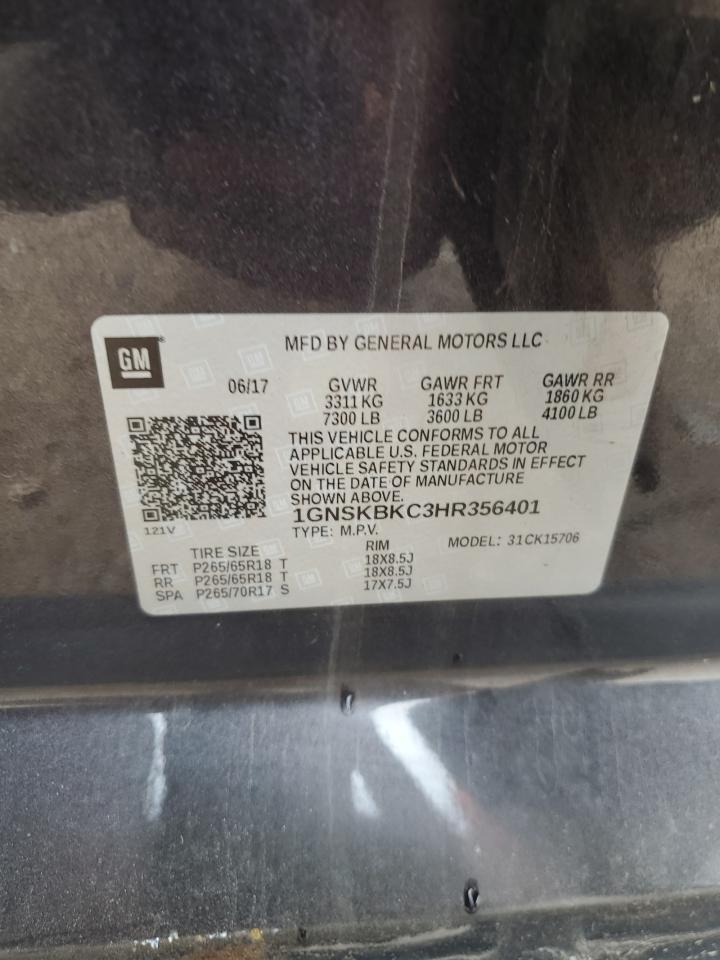 GM
MFD BY GENERAL MOTORS LLC
06/17 GVWR GAWR FRT GAWR RR
3311 KG 1633 KG 1860 KG
7300 LB 3600 LB 4100 LB
THIS VEHICLE CONFORMS TO ALL
APPLICABLE U.S. FEDERAL MOTOR
VEHICLE SAFETY STANDARDS IN EFFECT
ON THE DATE OF MANUFACTURE
SHOWN ABOVE.
1GNSKBKC3HR356401
121V
TYPE: M.P.V. MODEL: 31CK15706
TIRE SIZE RIM
FRT P265/65R18 T 18X8.5J
RR P265/65R18 T 18X8.5J
SPA P265/70R17 S 17X7.5J